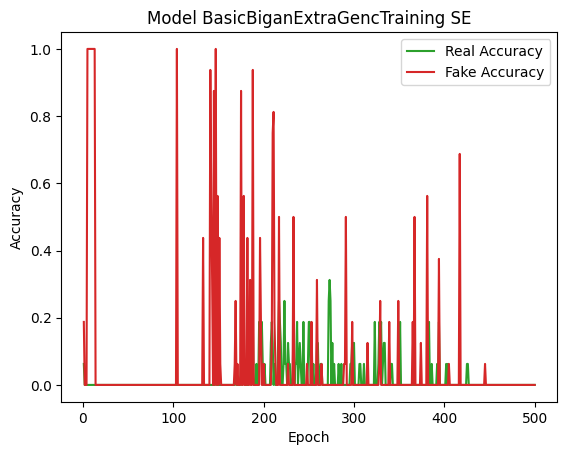 Model BasicBiganExtraGencTraining SE
Real Accuracy
Fake Accuracy
Accuracy
1.0
0.8
0.6
0.4
0.2
0.0
0
100
200
300
400
500
Epoch